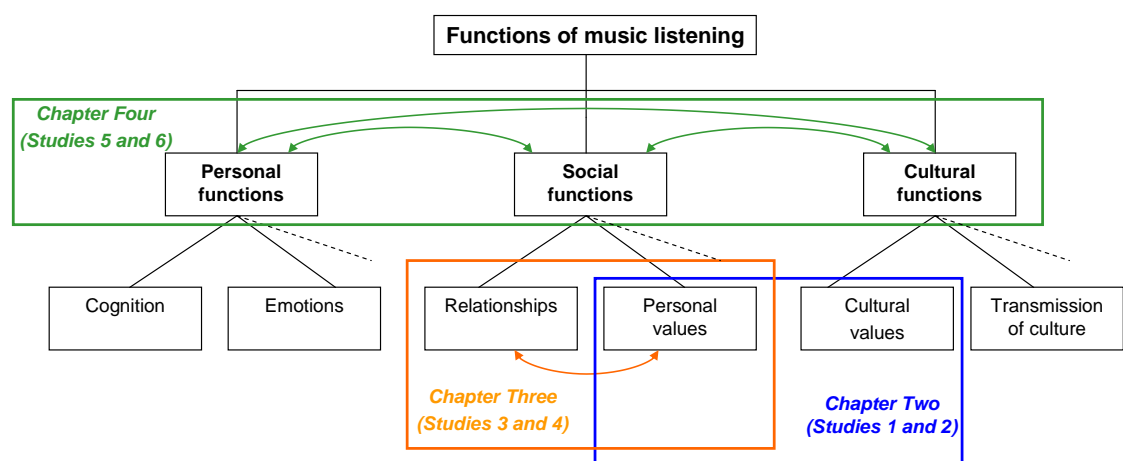 Functions of music listening
Chapter Four
(Studies 5 and 6)
Personal
functions
Social
functions
Cultural
functions
Cognition
Emotions
Relationships
Personal
values
Cultural
values
Transmission
of culture
Chapter Three
(Studies 3 and 4)
Chapter Two
(Studies 1 and 2)